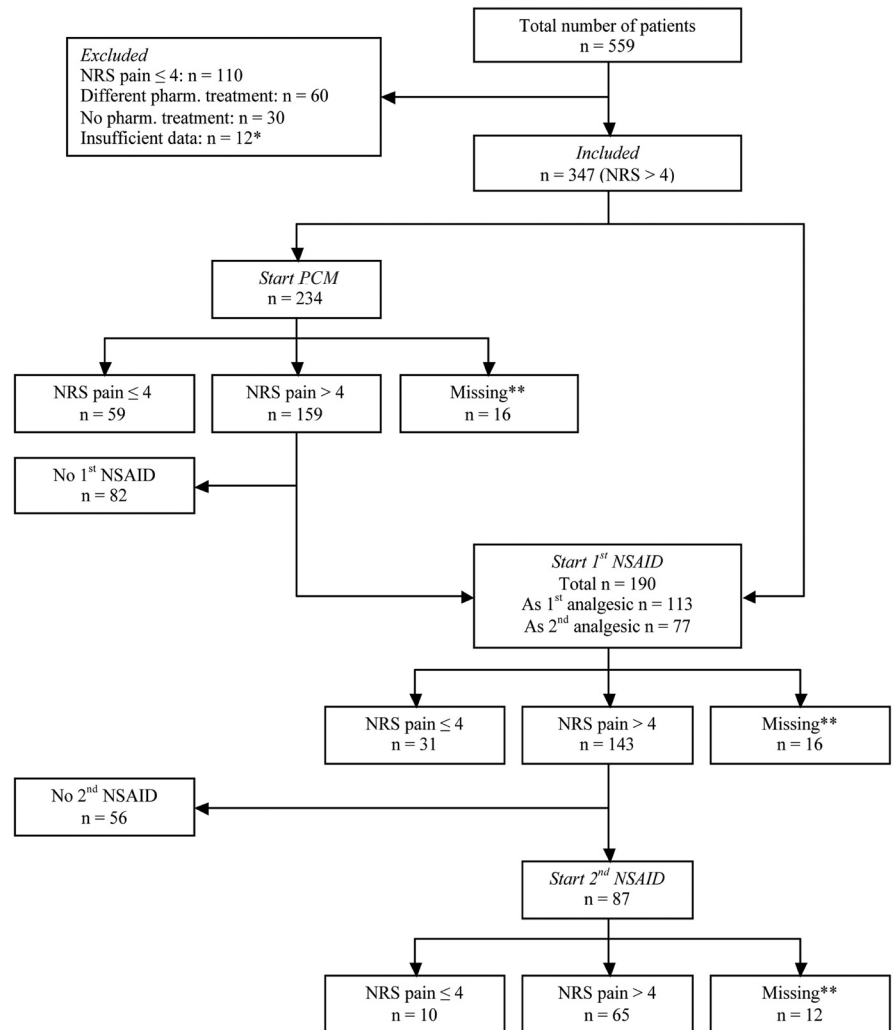 Total number of patients
n = 559
Excluded
NRS pain ≤ 4: n = 110
Different pharm. treatment: n = 60
No pharm. treatment: n = 30
Insufficient data: n = 12*
Included
n = 347 (NRS > 4)
Start PCM
n = 234
NRS pain ≤ 4
n = 59
NRS pain > 4
n = 159
Missing**
n = 16
No 1st NSAID
n = 82
Start 1st NSAID
Total n = 190
As 1st analgesic n = 113
As 2nd analgesic n = 77
NRS pain ≤ 4
n = 31
NRS pain > 4
n = 143
Missing**
n = 16
No 2nd NSAID
n = 56
Start 2nd NSAID
n = 87
NRS pain ≤ 4
n = 10
NRS pain > 4
n = 65
Missing**
n = 12